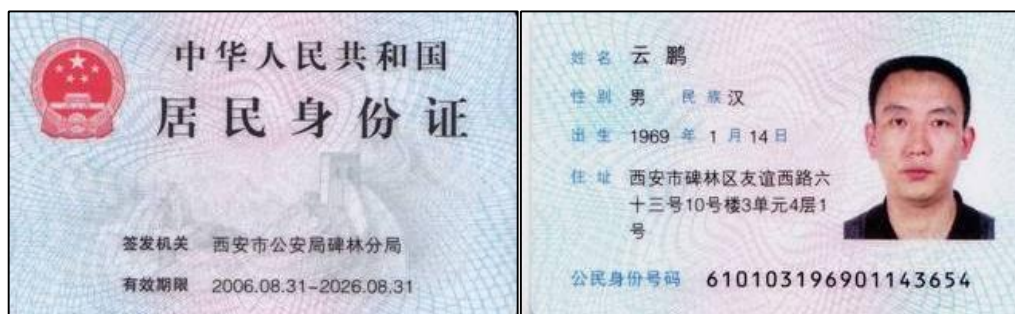 中华人民共和国
居民身份证
签发机关 西安市公安局碑林分局
有效期限 2006.08.31-2026.08.31
姓名 云鹏
性别 男 民族 汉
出生 1969 年 1 月 14 日
住址 西安市碑林区友谊西路六
十三号10号楼3单元4层1
号
公民身份号码 610103196901143654